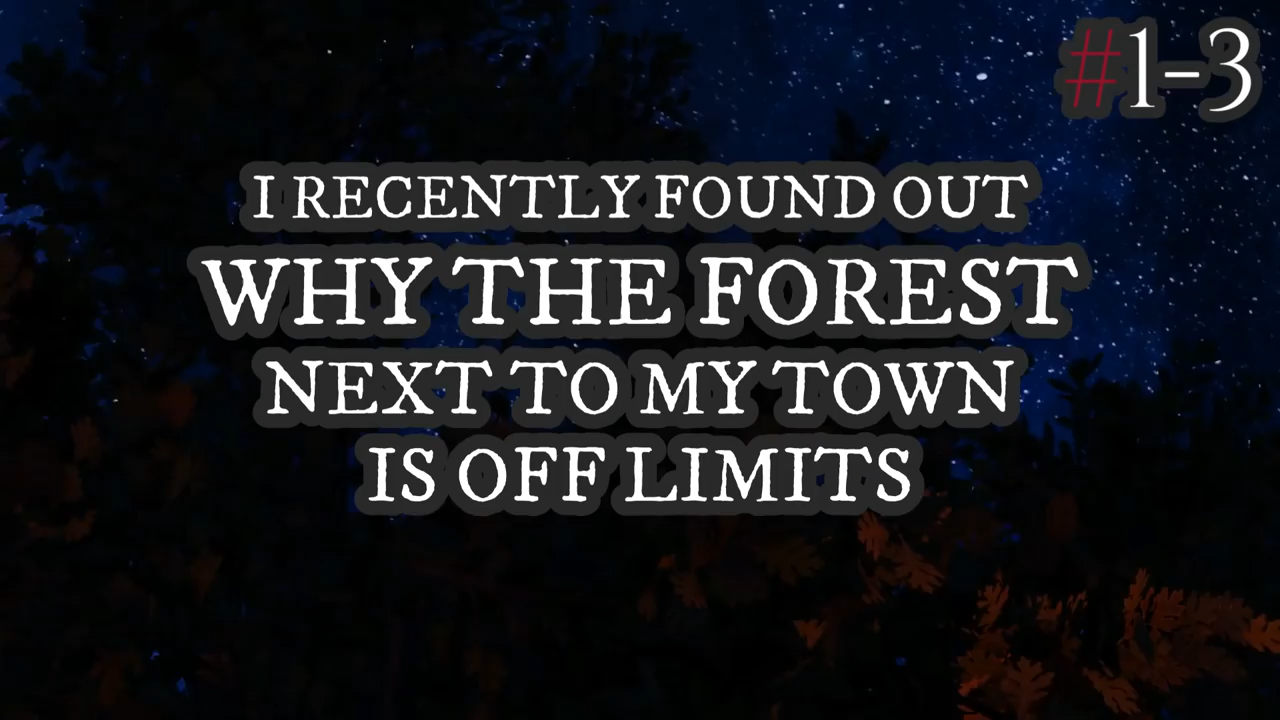 #1-3
I RECENTLY FOUND OUT
WHY THE FOREST
NEXT TO MY TOWN
IS OFF LIMITS